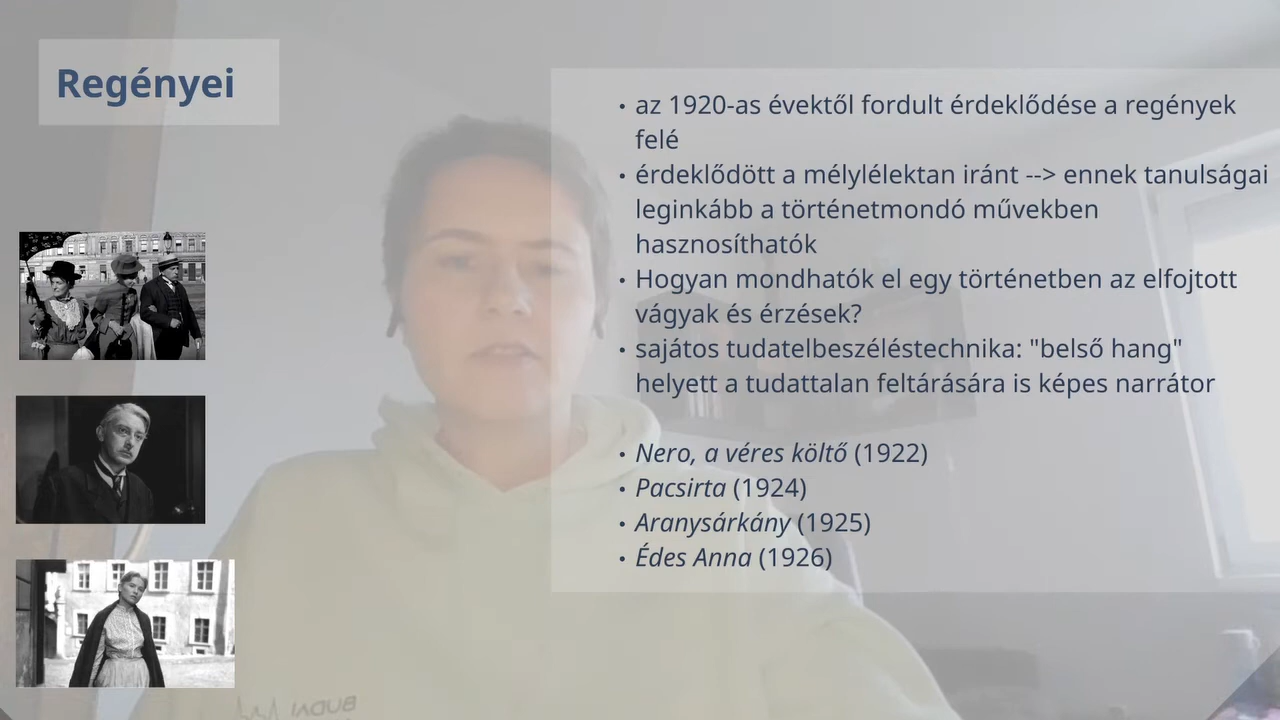 Regényei
• az 1920-as évektől fordult érdeklődése a regények
felé
• érdeklődött a mélylélektan iránt --> ennek tanulságai
leginkább a történetmondó művekben
hasznosíthatók
• Hogyan mondhatók el egy történetben az elfojtott
vágyak és érzések?
• sajátos tudatelbeszéléstechnika: "belső hang"
helyett a tudattalan feltárására is képes narrátor
• Nero, a véres költő (1922)
• Pacsirta (1924)
• Aranysárkány (1925)
• Édes Anna (1926)